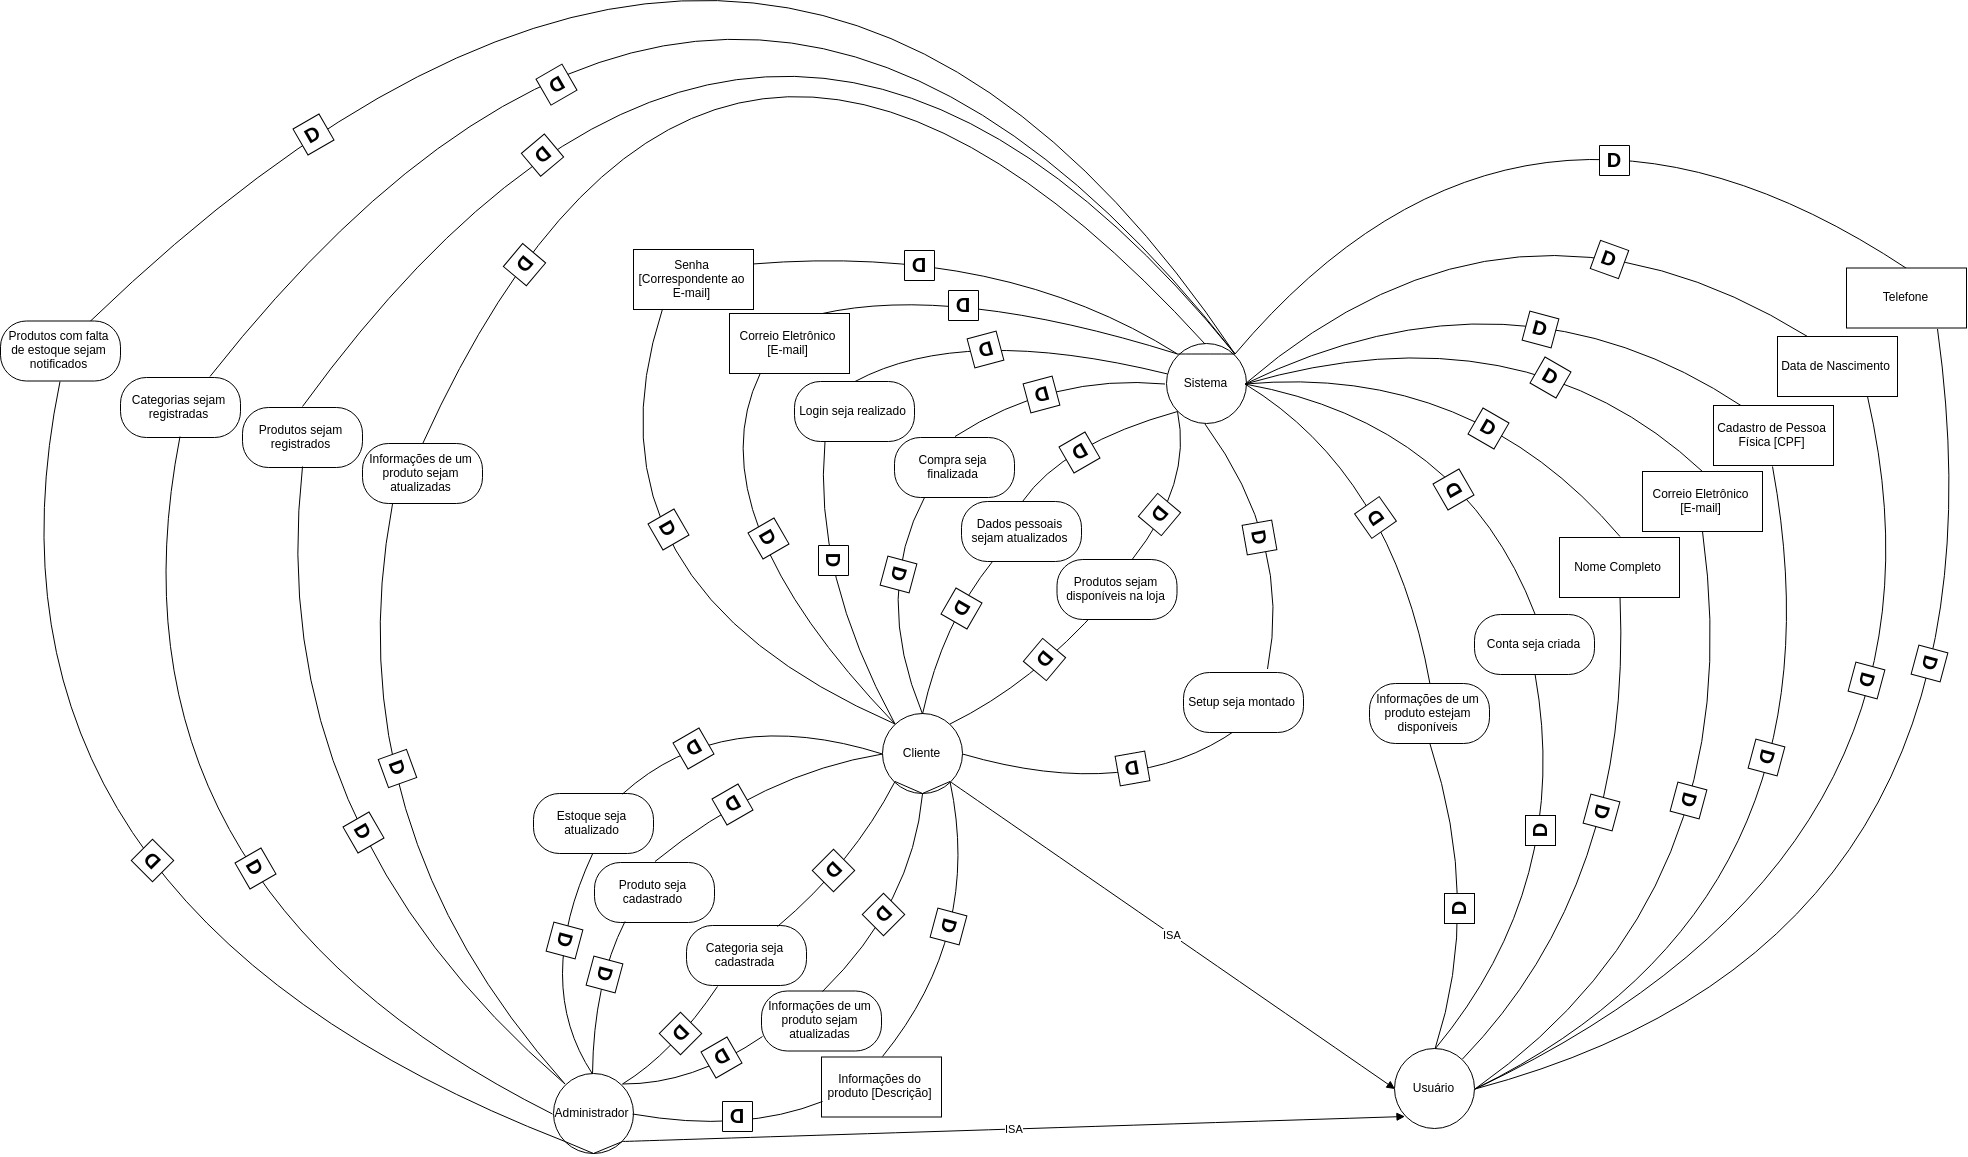 D
D
D
D
D
D
Senha
[Correspondente ao
E-mail]
D
D
D
Correio Eletrônico
[E-mail]
D
D
Telefone
Produtos com falta
de estoque sejam
notificados
Categorias sejam
registradas
Produtos sejam
registrados
Informações de um
produto sejam
atualizadas
Login seja realizado
D
Sistema
D
Data de Nascimento
Cadastro de Pessoa
Física [CPF]
D
Compra seja
finalizada
D
D
Correio Eletrônico
[E-mail]
D
D
D
Dados pessoais
sejam atualizados
D
D
D
D
D
Produtos sejam
disponíveis na loja
Nome Completo
D
D
Conta seja criada
D
D
Setup seja montado
Informações de um
produto estejam
disponíveis
D
D
Cliente
D
D
D
D
Estoque seja
atualizado
D
D
D
D
D
D
D
D
D
Produto seja
cadastrado
D
D
D
D
Categoria seja
cadastrada
ISA
D
Informações de um
produto sejam
atualizadas
D
D
Informações do
produto [Descrição]
Usuário
Administrador
D
ISA